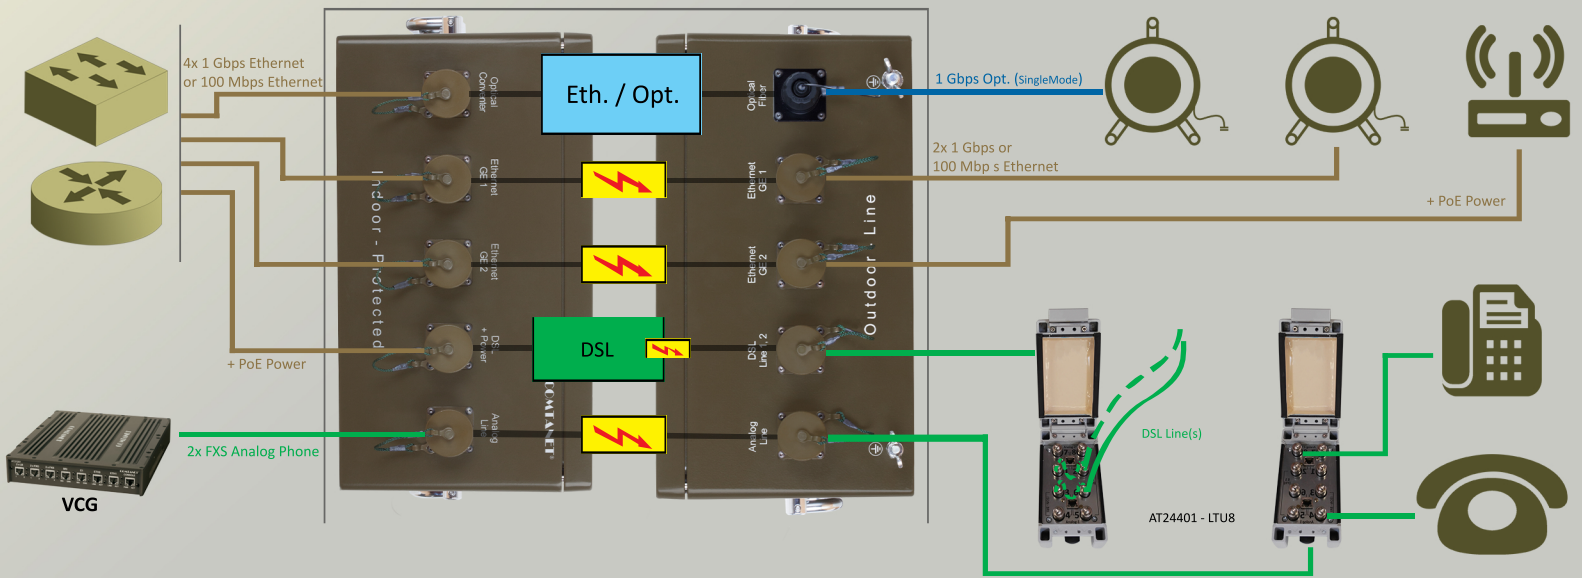 4x 1 Gbps Ethernet
or 100 Mbps Ethernet
Optical
Converter
Eth. / Opt.
Optical
Fiber
1 Gbps Opt. (SingleMode)
Ethernet
GE 1
Ethernet
GE 1
2x 1 Gbps or
100 Mbp s Ethernet
Indoor - Protected
Outdoor Line
+ PoE Power
Ethernet
GE 2
Ethernet
GE 2
DSL
+ Power
DSL
DSL
Line 1, 2
+ PoE Power
COMTANET
Analog
Line
Analog
Line
2x FXS Analog Phone
VCG
DSL Line(s)
AT24401 - LTU8